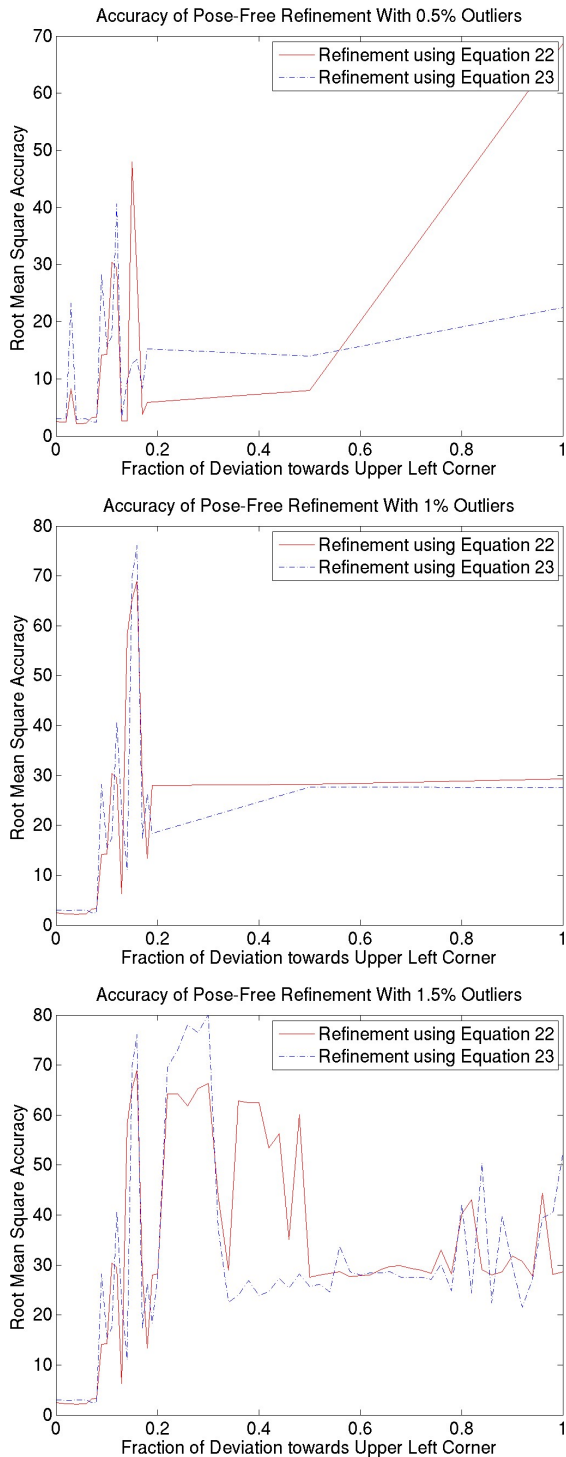 Accuracy of Pose-Free Refinement With 0.5% Outliers
70
60
50
40
30
20
10
0
Root Mean Square Accuracy
Refinement using Equation 22
Refinement using Equation 23
0 0.2 0.4 0.6 0.8 1
Fraction of Deviation towards Upper Left Corner
Accuracy of Pose-Free Refinement With 1% Outliers
80
70
60
50
40
30
20
10
0
Root Mean Square Accuracy
Refinement using Equation 22
Refinement using Equation 23
0 0.2 0.4 0.6 0.8 1
Fraction of Deviation towards Upper Left Corner
Accuracy of Pose-Free Refinement With 1.5% Outliers
80
70
60
50
40
30
20
10
0
Root Mean Square Accuracy
Refinement using Equation 22
Refinement using Equation 23
0 0.2 0.4 0.6 0.8 1
Fraction of Deviation towards Upper Left Corner